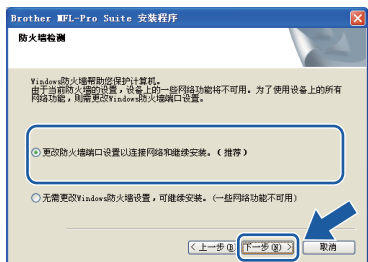 Brother MFL-Pro Suite 安装程序
防火墙检测
Windows防火墙帮助您保护计算机。
由于当前防火墙的设置，设备上的一些网络功能将不可用。为了使用设备上的所有
网络功能，则需更改Windows防火墙端口设置。
更改防火墙端口设置以连接网络和继续安装。(推荐)
无需更改Windows防火墙设置，可继续安装。(一些网络功能不可用)
<上一步(B) 下一步(N)> 取消